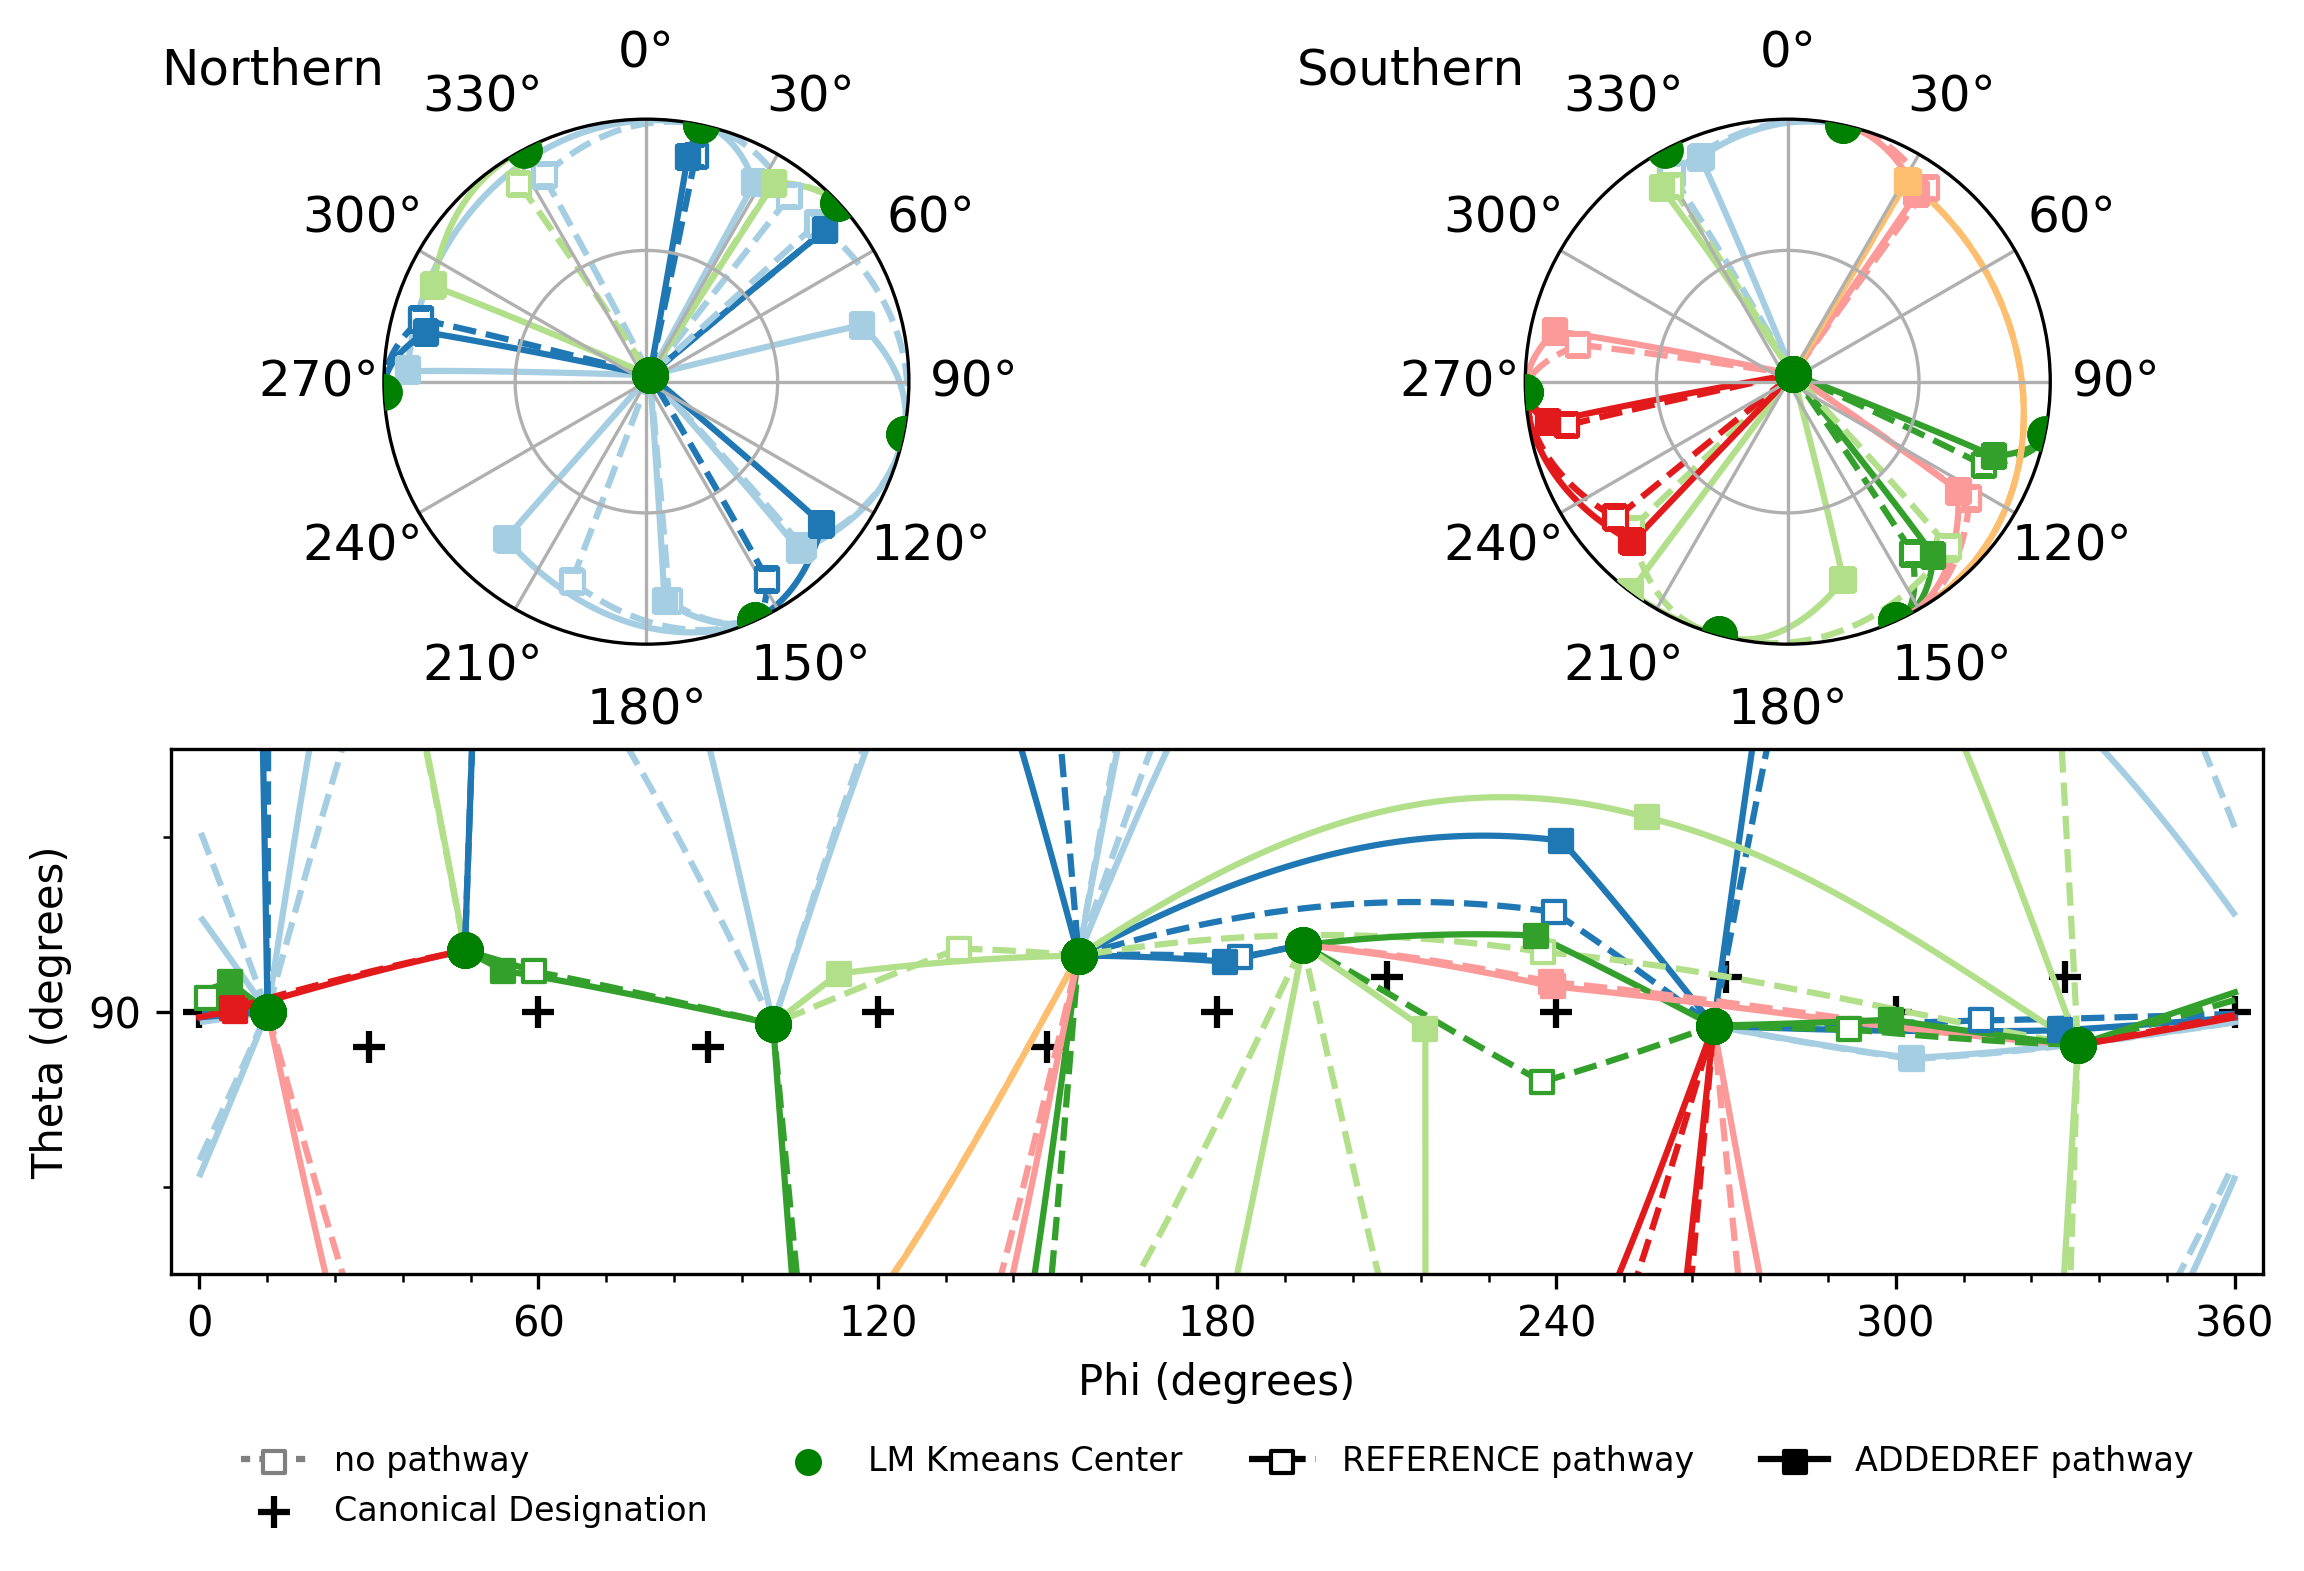 Northern
0°
30°
60°
90°
120°
150°
180°
210°
240°
270°
300°
330°
Southern
0°
30°
60°
90°
120°
150°
180°
210°
240°
270°
300°
330°
Theta (degrees)
90
0 60 120 180 240 300 360
Phi (degrees)
no pathway
Canonical Designation
LM Kmeans Center
REFERENCE pathway
ADDEDREF pathway